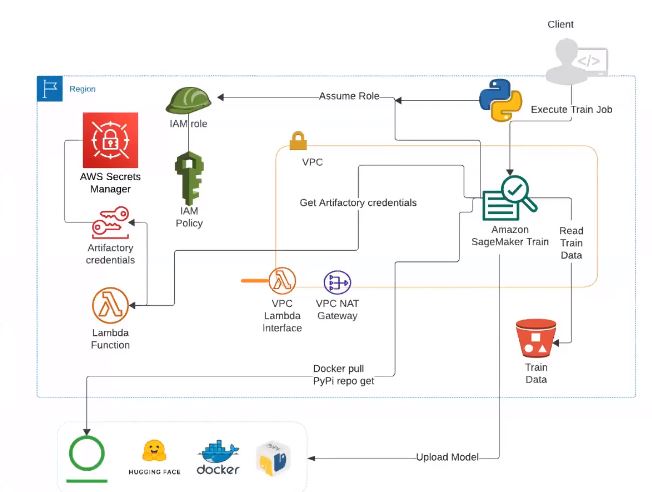 Client
Region
Assume Role
Execute Train Job
IAM role
VPC
AWS Secrets
Manager
IAM
Policy
Get Artifactory credentials
Artifactory
credentials
Amazon
SageMaker Train
Read
Train
Data
Lambda
Function
VPC
Lambda
Interface
VPC NAT
Gateway
Train
Data
Docker pull
PyPi repo get
HUGGING FACE
docker
Upload Model